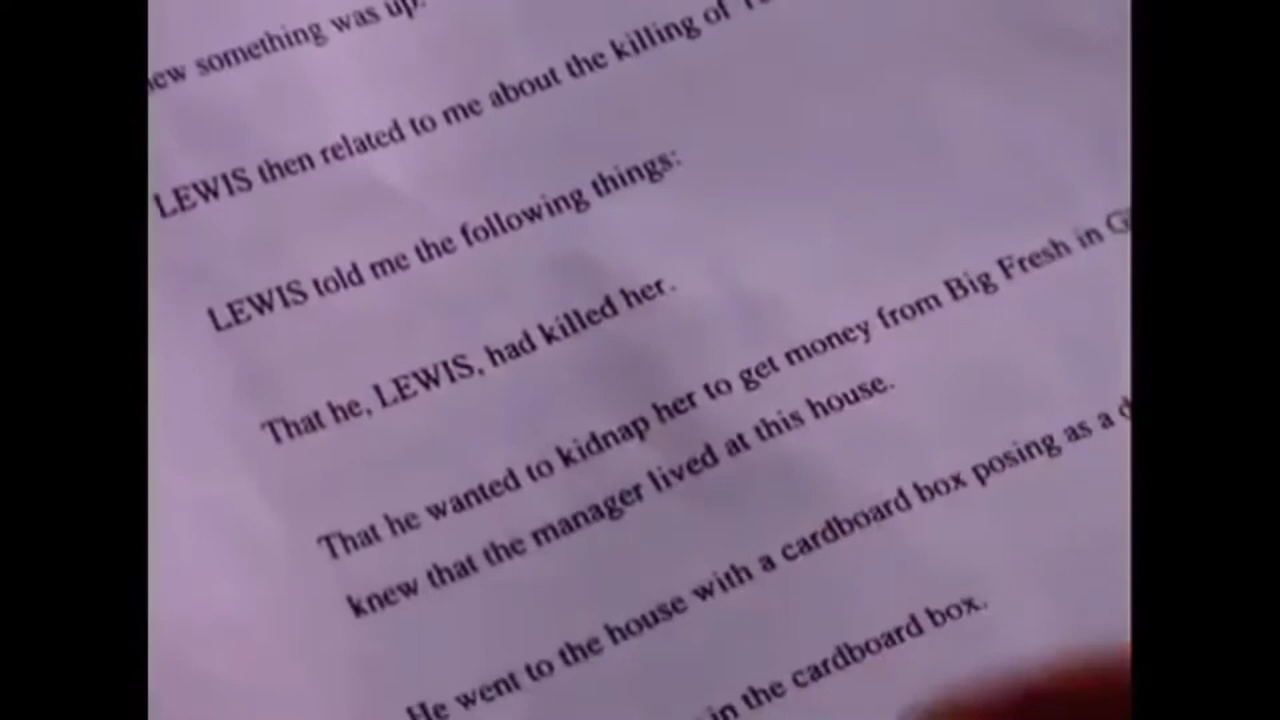 something was up.
LEWIS then related to me about the killing of
LEWIS told me the following things:
That he, LEWIS, had killed her.
That he wanted to kidnap her to get money from Big Fresh in
knew that the manager lived at this house.
He went to the house with a cardboard box posing as a
in the cardboard box.